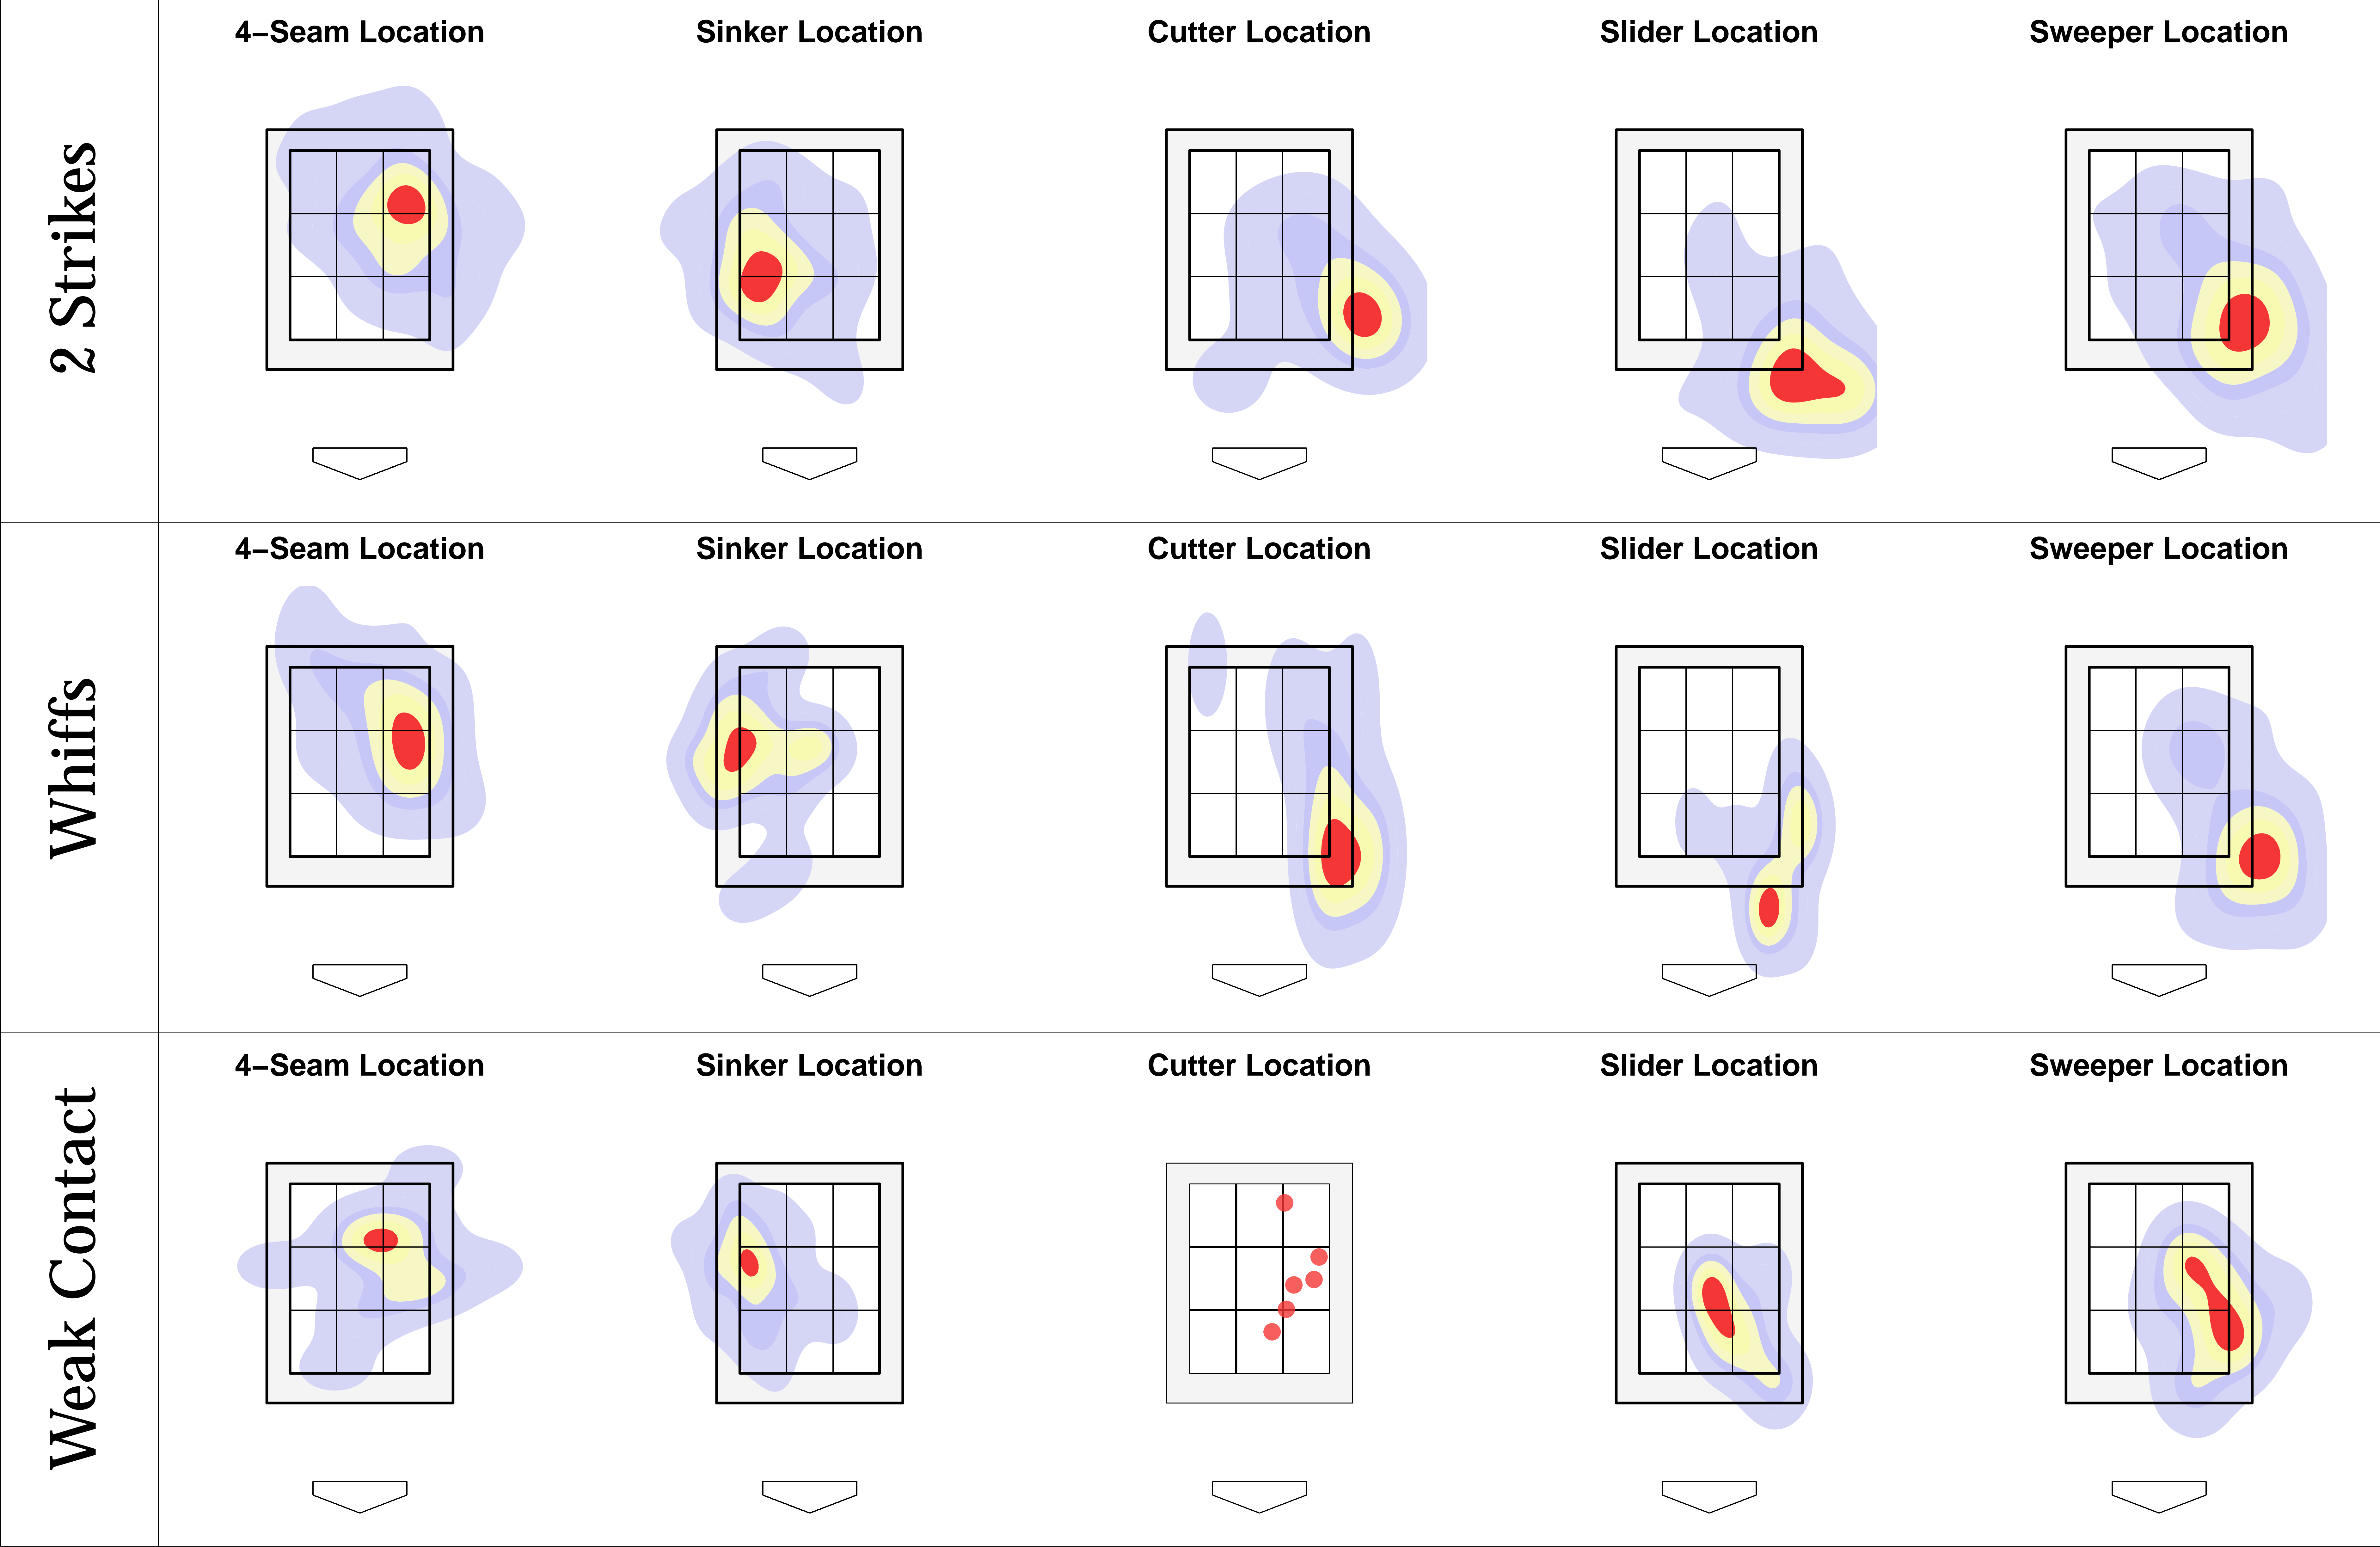 2 Strikes
4–Seam Location
Sinker Location
Cutter Location
Slider Location
Sweeper Location
Whiffs
4–Seam Location
Sinker Location
Cutter Location
Slider Location
Sweeper Location
Weak Contact
4–Seam Location
Sinker Location
Cutter Location
Slider Location
Sweeper Location